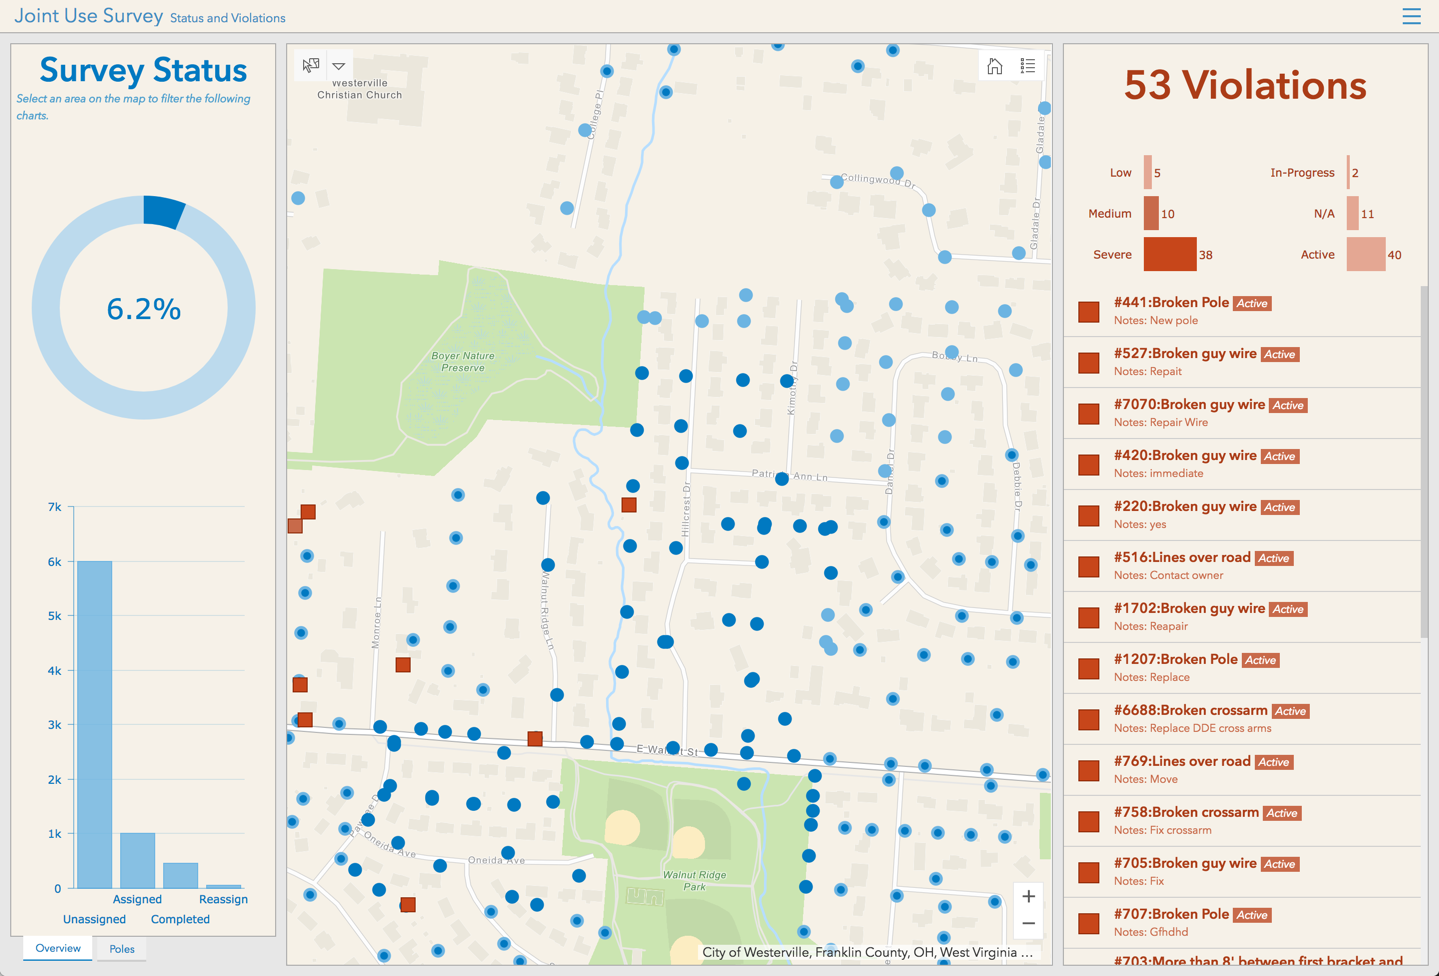 Joint Use Survey Status and Violations
Survey Status
Select an area on the map to filter the following
charts.
6.2%
7k
6k
5k
4k
3k
2k
1k
0
Assigned
Reassign
Unassigned
Completed
Overview
Poles
Westerville
Christian Church
College Pl
Gladale Dr
Collingwood Dr
Gladale Dr
Boyer Nature
Preserve
Kimothy Dr
Bobby Ln
Patricia Ann Ln
Daniel Dr
Debbie Dr
Hillcrest Dr
Walnut Ridge Ln
Monroe Ln
E Walnut St
Oneida Ave
Oneida Ave
Walnut Ridge
Park
+
−
City of Westerville, Franklin County, OH, West Virginia ...
53 Violations
Low 5
Medium 10
Severe 38
In-Progress 2
N/A 11
Active 40
#441:Broken Pole Active
Notes: New pole
#527:Broken guy wire Active
Notes: Repait
#7070:Broken guy wire Active
Notes: Repair Wire
#420:Broken guy wire Active
Notes: immediate
#220:Broken guy wire Active
Notes: yes
#516:Lines over road Active
Notes: Contact owner
#1702:Broken guy wire Active
Notes: Reapair
#1207:Broken Pole Active
Notes: Replace
#6688:Broken crossarm Active
Notes: Replace DDE cross arms
#769:Lines over road Active
Notes: Move
#758:Broken crossarm Active
Notes: Fix crossarm
#705:Broken guy wire Active
Notes: Fix
#707:Broken Pole Active
Notes: Gfhdhd
#703:More than 8' between first bracket and